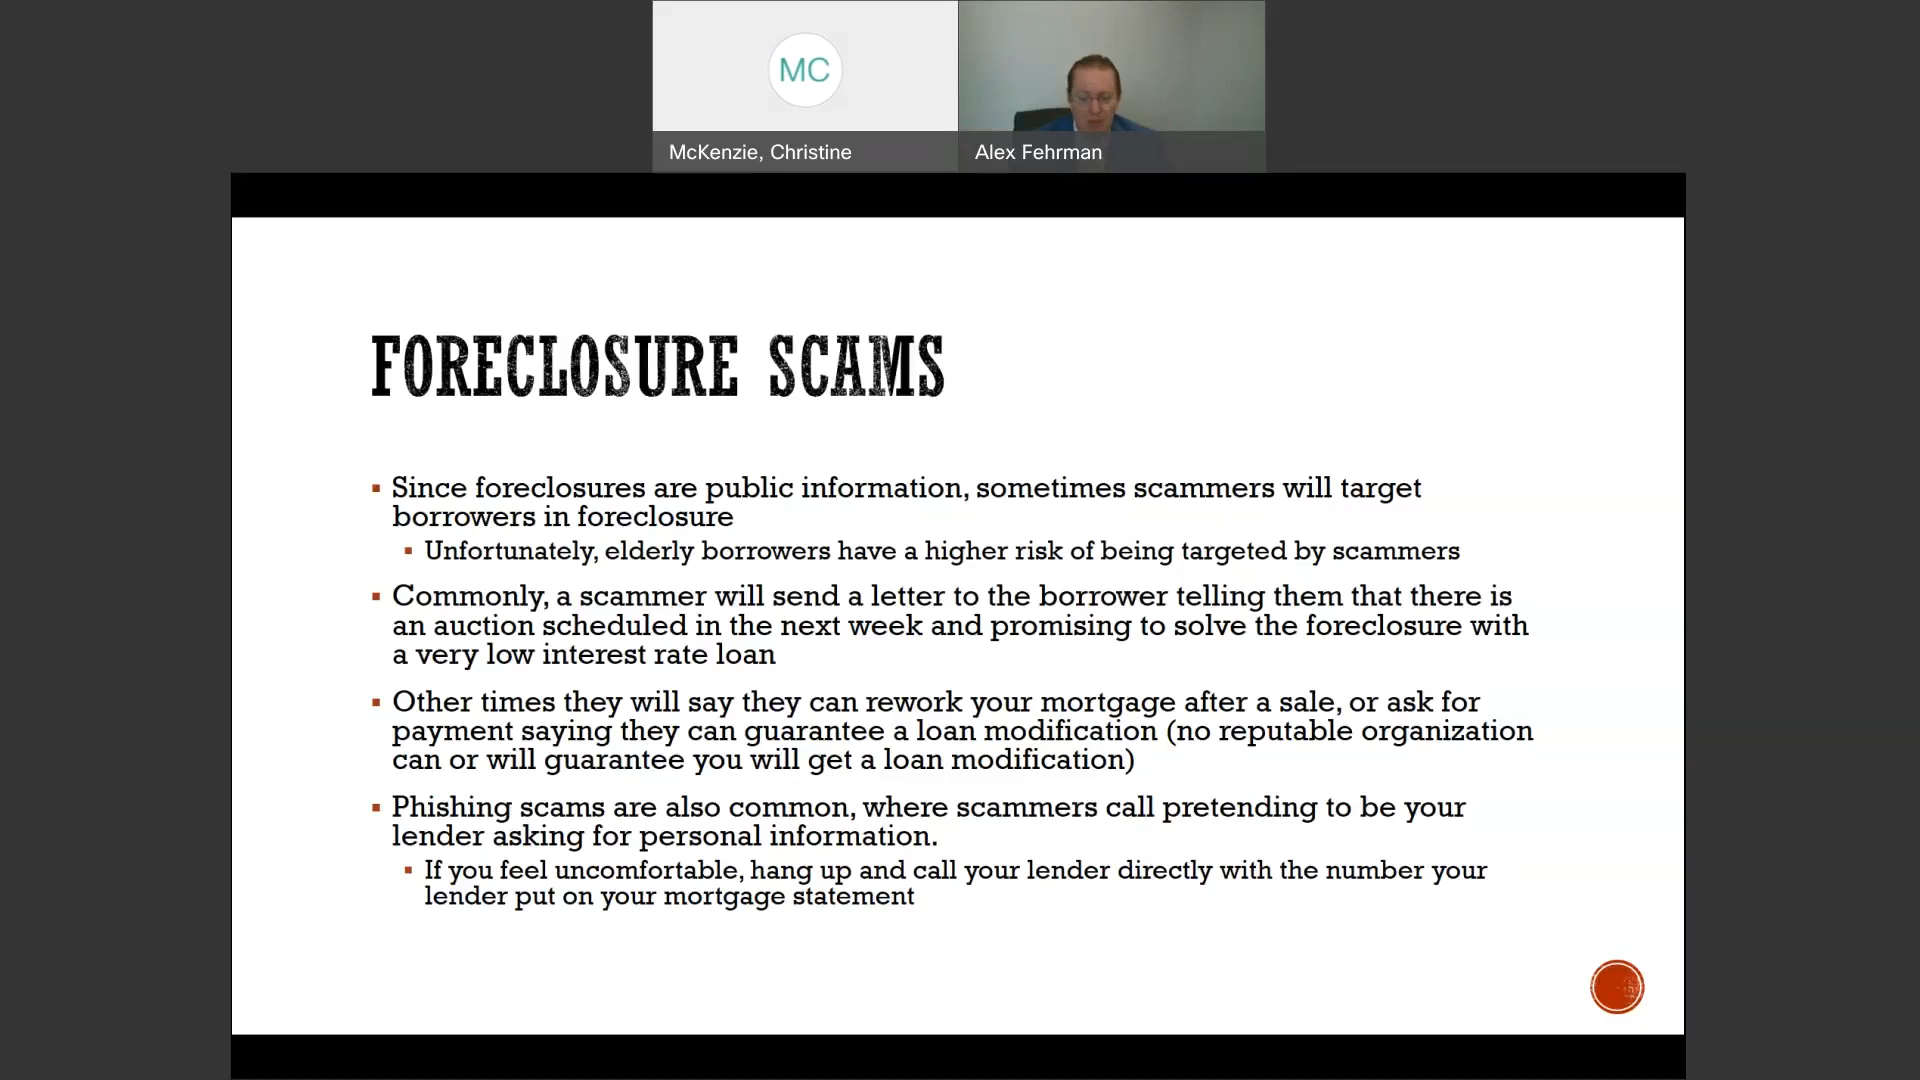 MC
McKenzie, Christine
Alex Fehrman
FORECLOSURE SCAMS
▪ Since foreclosures are public information, sometimes scammers will target
borrowers in foreclosure
▪ Unfortunately, elderly borrowers have a higher risk of being targeted by scammers
▪ Commonly, a scammer will send a letter to the borrower telling them that there is
an auction scheduled in the next week and promising to solve the foreclosure with
a very low interest rate loan
▪ Other times they will say they can rework your mortgage after a sale, or ask for
payment saying they can guarantee a loan modification (no reputable organization
can or will guarantee you will get a loan modification)
▪ Phishing scams are also common, where scammers call pretending to be your
lender asking for personal information.
▪ If you feel uncomfortable, hang up and call your lender directly with the number your
lender put on your mortgage statement